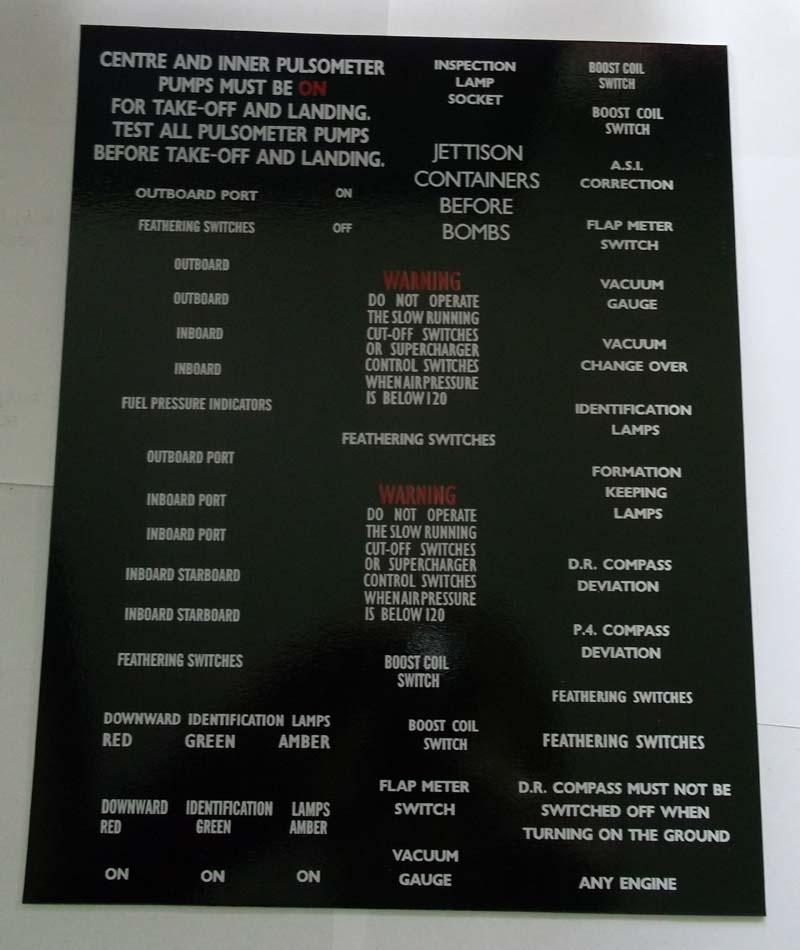 CENTRE AND INNER PULSOMETER
PUMPS MUST BE ON
FOR TAKE-OFF AND LANDING.
TEST ALL PULSOMETER PUMPS
BEFORE TAKE-OFF AND LANDING.
OUTBOARD PORT ON
FEATHERING SWITCHES OFF
OUTBOARD
OUTBOARD
INBOARD
INBOARD
FUEL PRESSURE INDICATORS
OUTBOARD PORT
INBOARD PORT
INBOARD PORT
INBOARD STARBOARD
INBOARD STARBOARD
FEATHERING SWITCHES
DOWNWARD IDENTIFICATION LAMPS
RED GREEN AMBER
DOWNWARD IDENTIFICATION LAMPS
RED GREEN AMBER
ON ON ON
INSPECTION
LAMP
SOCKET
JETTISON
CONTAINERS
BEFORE
BOMBS
WARNING
DO NOT OPERATE
THE SLOW RUNNING
CUT-OFF SWITCHES
OR SUPERCHARGER
CONTROL SWITCHES
WHEN AIR PRESSURE
IS BELOW 120
FEATHERING SWITCHES
WARNING
DO NOT OPERATE
THE SLOW RUNNING
CUT-OFF SWITCHES
OR SUPERCHARGER
CONTROL SWITCHES
WHEN AIR PRESSURE
IS BELOW 120
BOOST COIL
SWITCH
BOOST COIL
SWITCH
FLAP METER
SWITCH
VACUUM
GAUGE
BOOST COIL
SWITCH
BOOST COIL
SWITCH
A.S.I.
CORRECTION
FLAP METER
SWITCH
VACUUM
GAUGE
VACUUM
CHANGE OVER
IDENTIFICATION
LAMPS
FORMATION
KEEPING
LAMPS
D.R. COMPASS
DEVIATION
P.4. COMPASS
DEVIATION
FEATHERING SWITCHES
FEATHERING SWITCHES
D.R. COMPASS MUST NOT BE
SWITCHED OFF WHEN
TURNING ON THE GROUND
ANY ENGINE